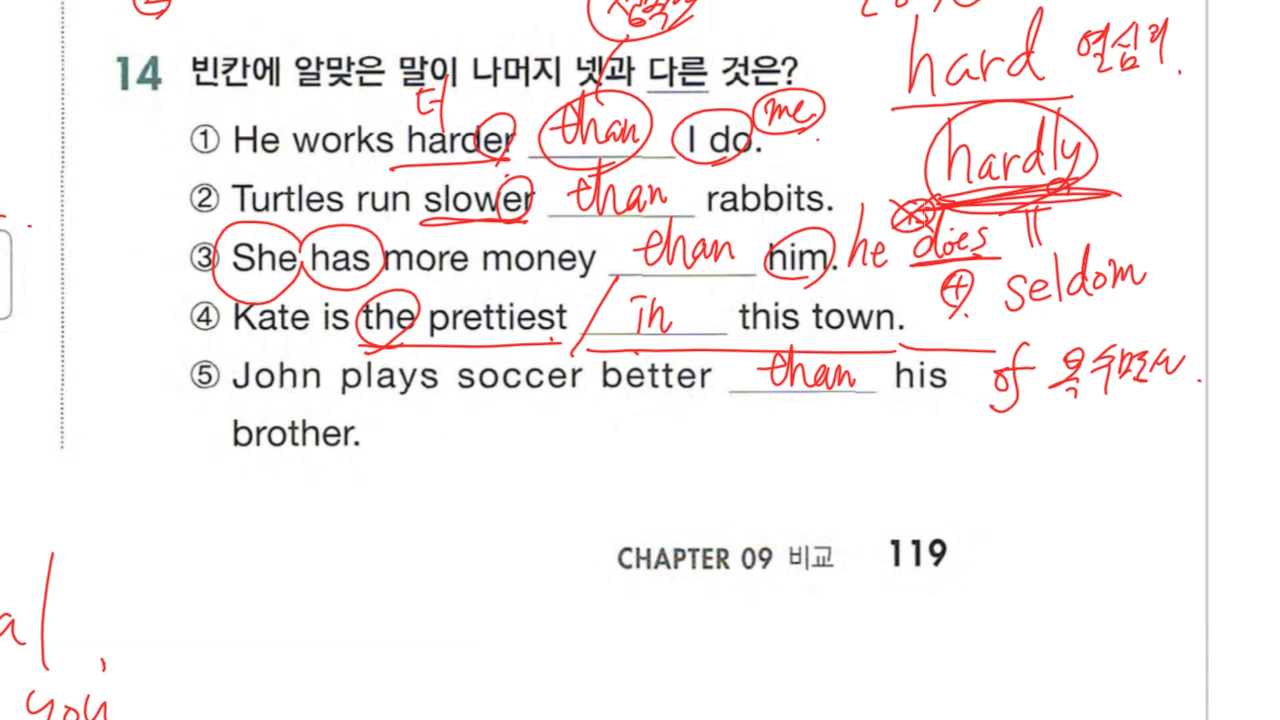 hard 열심히.
14 빈칸에 알맞은 말이 나머지 넷과 다른 것은?
더
① He works harder than I do. me
hardly
② Turtles run slower than rabbits.
③ She has more money than him. he does
seldom
④ Kate is the prettiest in this town.
⑤ John plays soccer better than his of 복수명사.
brother.
CHAPTER 09 비교 119
you